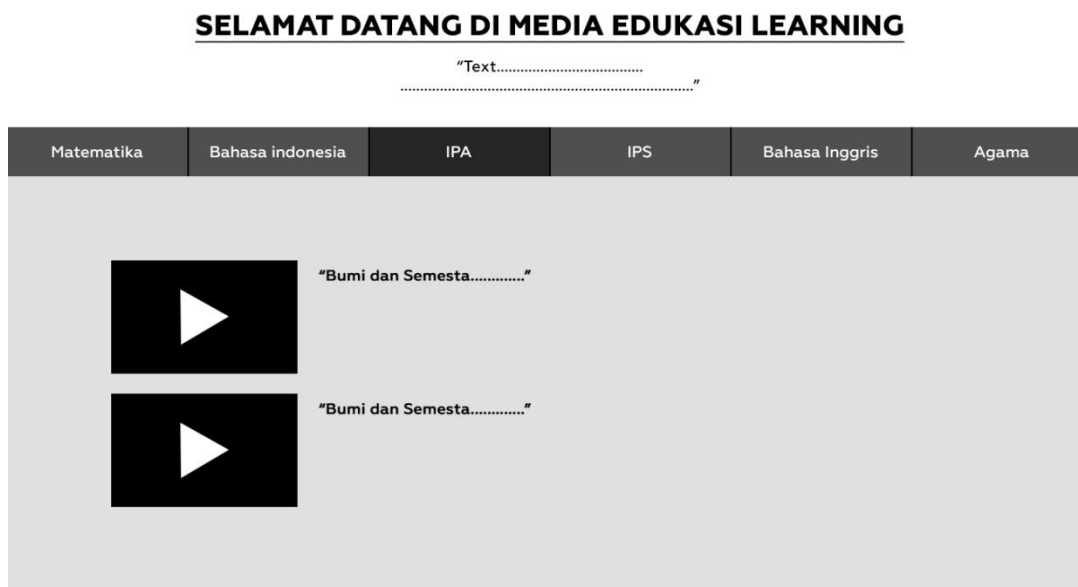 SELAMAT DATANG DI MEDIA EDUKASI LEARNING
“Text.....................................
..........................................................................”
Matematika
Bahasa indonesia
IPA
IPS
Bahasa Inggris
Agama
“Bumi dan Semesta.............”
“Bumi dan Semesta.............”